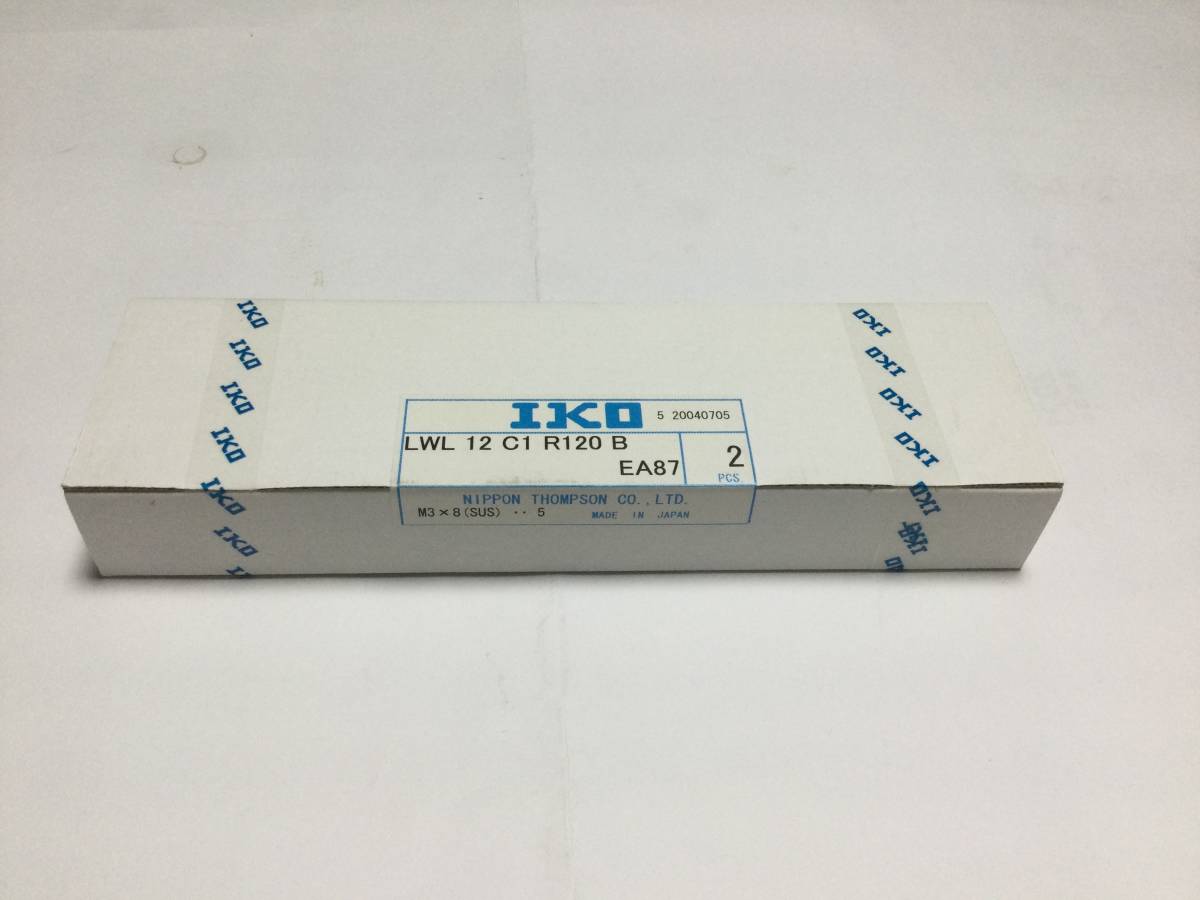 IKO 5 20040705
LWL 12 C1 R120 B
EA87 2
PCS
NIPPON THOMPSON CO.,LTD.
M3×8(SUS) ‥ 5 MADE IN JAPAN
IKO
IKO
IKO
IKO
IKO
IKO
IKO
IKO
IKO
IKO
IKO
IKO